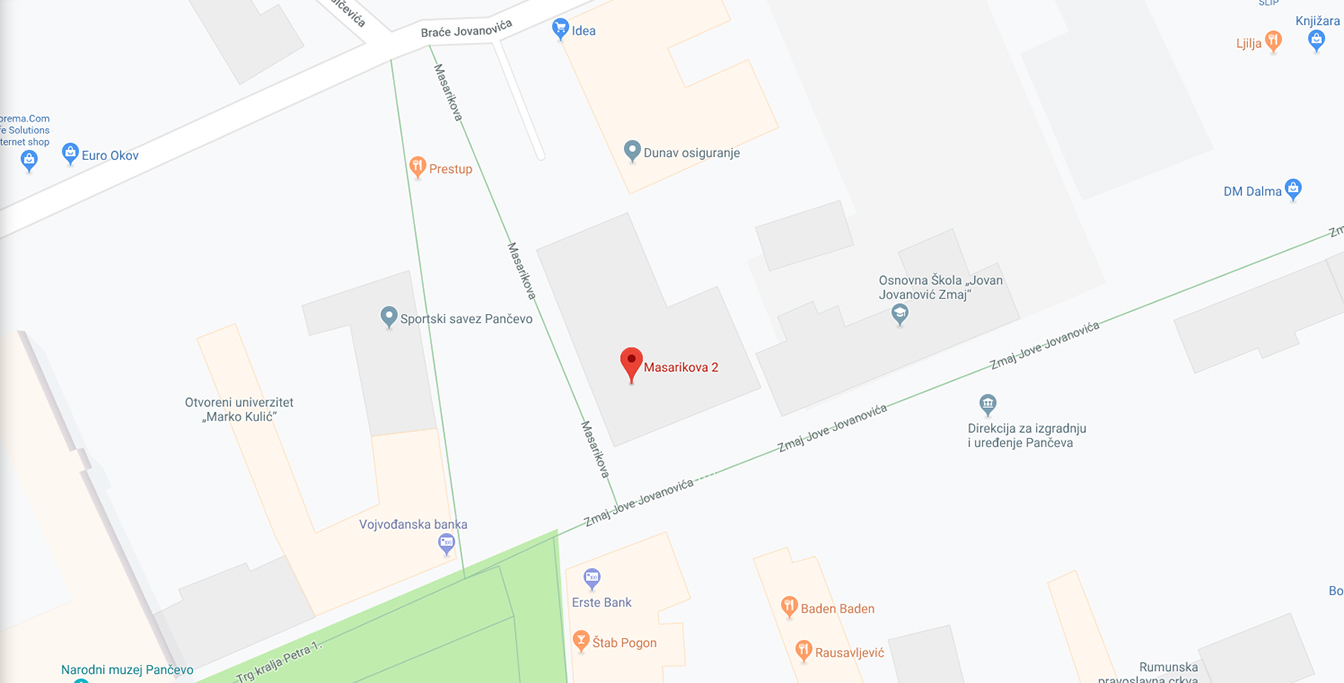 SLIP
Knjižara
Braće Jovanovića
Idea
Ljilja
Masarikova
orema.Com
fe Solutions
ternet shop
Euro Okov
Dunav osiguranje
Prestup
DM Dalma
Masarikova
Osnovna Škola „Jovan
Jovanović Zmaj“
Sportski savez Pančevo
Zmaj Jove Jovanovića
Masarikova 2
Otvoreni univerzitet
„Marko Kulić“
Zmaj Jove Jovanovića
Direkcija za izgradnju
i uređenje Pančeva
Masarikova
Zmaj Jove Jovanovića
Vojvođanska banka
Erste Bank
Baden Baden
Štab Pogon
Rausavljević
Trg kralja Petra 1.
Narodni muzej Pančevo
Rumunska
pravoslavna crkva